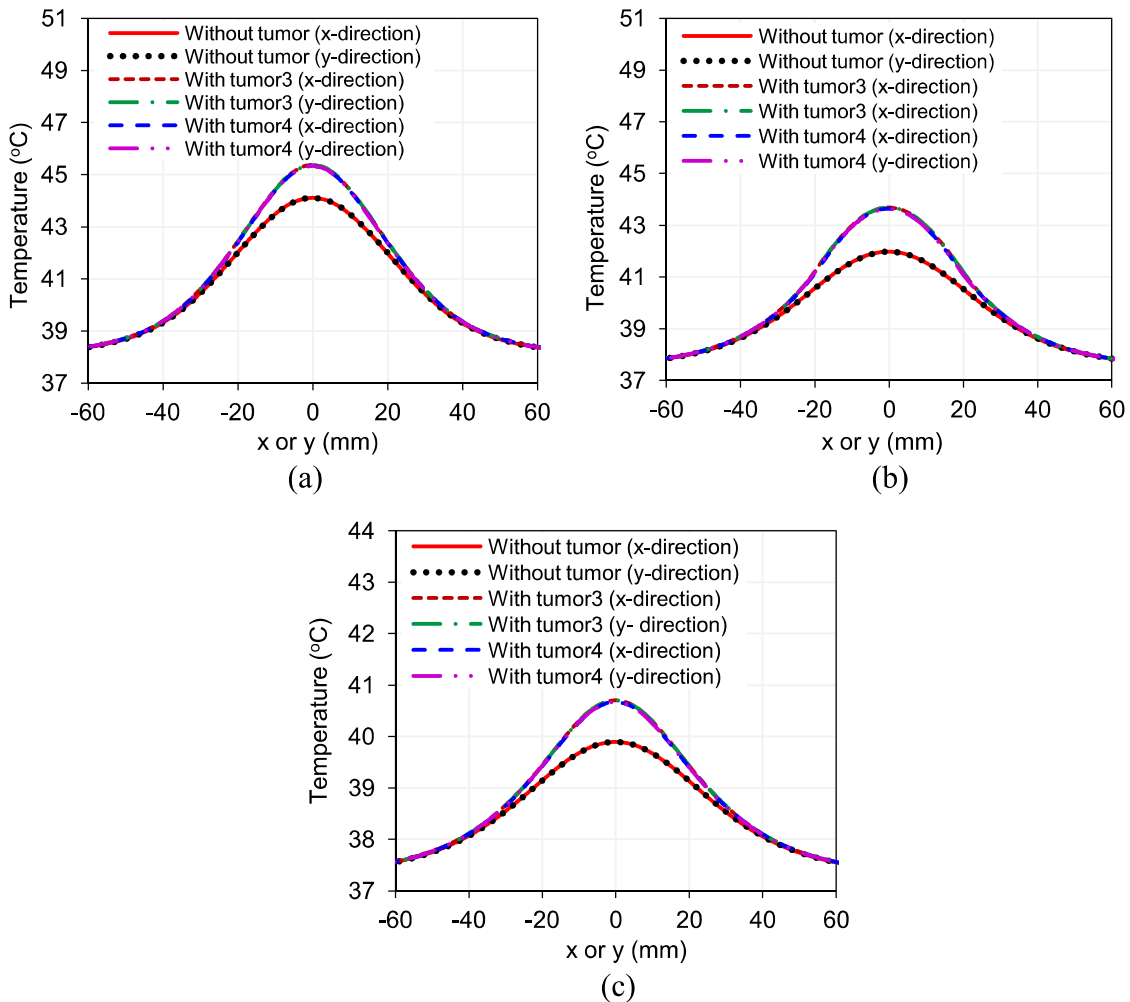 51
49
47
45
43
41
39
37
Temperature (oC)
Without tumor (x-direction)
Without tumor (y-direction)
With tumor3 (x-direction)
With tumor3 (y-direction)
With tumor4 (x-direction)
With tumor4 (y-direction)
-60 -40 -20 0 20 40 60
x or y (mm)
(a)
51
49
47
45
43
41
39
37
Temperature (oC)
Without tumor (x-direction)
Without tumor (y-direction)
With tumor3 (x-direction)
With tumor3 (x-direction)
With tumor4 (x-direction)
With tumor4 (y-direction)
-60 -40 -20 0 20 40 60
x or y (mm)
(b)
44
43
42
41
40
39
38
37
Temperature (oC)
Without tumor (x-direction)
Without tumor (y-direction)
With tumor3 (x-direction)
With tumor3 (y- direction)
With tumor4 (x-direction)
With tumor4 (y-direction)
-60 -40 -20 0 20 40 60
x or y (mm)
(c)